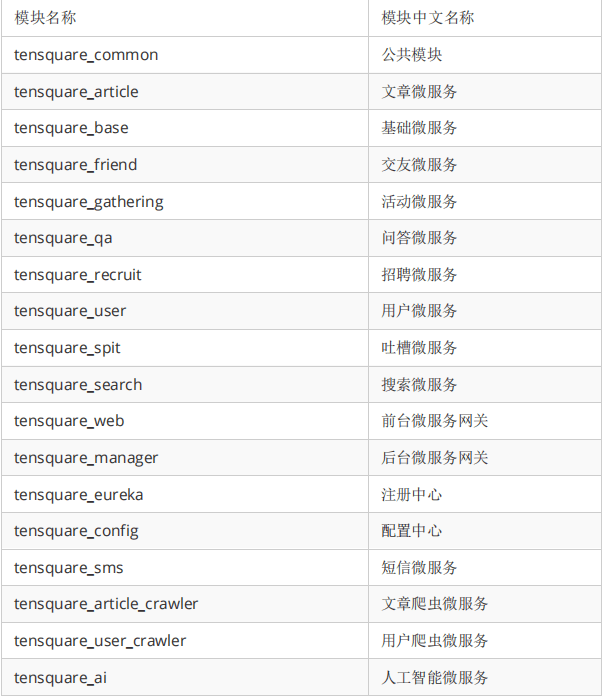 模块名称 模块中文名称
tensquare_common 公共模块
tensquare_article 文章微服务
tensquare_base 基础微服务
tensquare_friend 交友微服务
tensquare_gathering 活动微服务
tensquare_qa 问答微服务
tensquare_recruit 招聘微服务
tensquare_user 用户微服务
tensquare_spit 吐槽微服务
tensquare_search 搜索微服务
tensquare_web 前台微服务网关
tensquare_manager 后台微服务网关
tensquare_eureka 注册中心
tensquare_config 配置中心
tensquare_sms 短信微服务
tensquare_article_crawler 文章爬虫微服务
tensquare_user_crawler 用户爬虫微服务
tensquare_ai 人工智能微服务